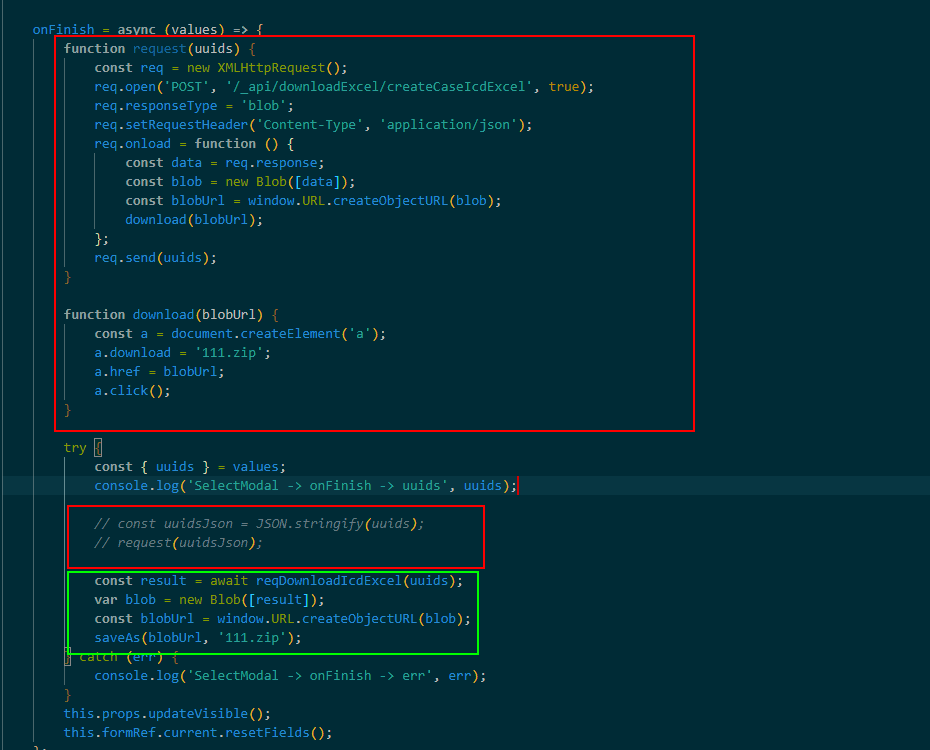 onFinish = async (values) => {
function request(uuids) {
const req = new XMLHttpRequest();
req.open('POST', '/_api/downloadExcel/createCaseIcdExcel', true);
req.responseType = 'blob';
req.setRequestHeader('Content-Type', 'application/json');
req.onload = function () {
const data = req.response;
const blob = new Blob([data]);
const blobUrl = window.URL.createObjectURL(blob);
download(blobUrl);
};
req.send(uuids);
}
function download(blobUrl) {
const a = document.createElement('a');
a.download = '111.zip';
a.href = blobUrl;
a.click();
}
try {
const { uuids } = values;
console.log('SelectModal -> onFinish -> uuids', uuids);
// const uuidsJson = JSON.stringify(uuids);
// request(uuidsJson);
const result = await reqDownloadIcdExcel(uuids);
var blob = new Blob([result]);
const blobUrl = window.URL.createObjectURL(blob);
saveAs(blobUrl, '111.zip');
} catch (err) {
console.log('SelectModal -> onFinish -> err', err);
}
this.props.updateVisible();
this.formRef.current.resetFields();
};